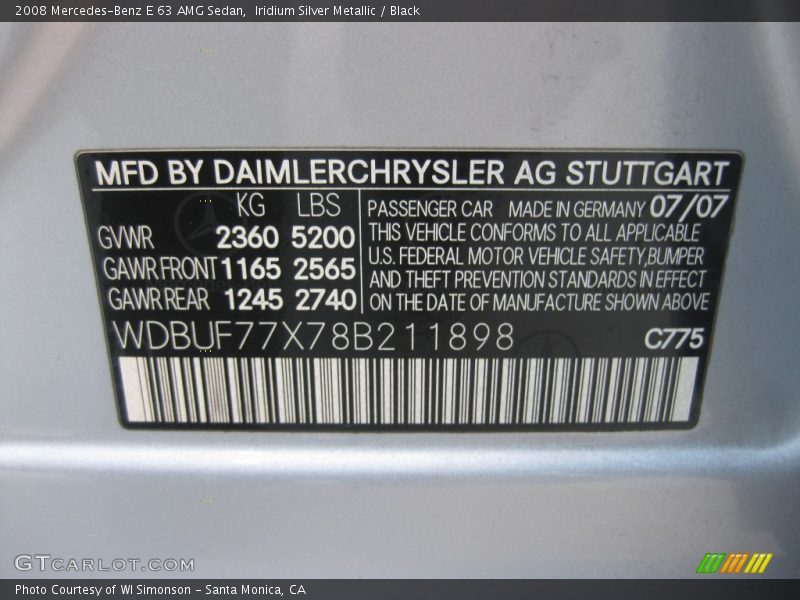 2008 Mercedes-Benz E 63 AMG Sedan,  Iridium Silver Metallic / Black
MFD BY DAIMLERCHRYSLER AG STUTTGART
KG LBS
GVWR 2360 5200
GAWR FRONT 1165 2565
GAWR REAR 1245 2740
PASSENGER CAR MADE IN GERMANY 07/07
THIS VEHICLE CONFORMS TO ALL APPLICABLE
U.S. FEDERAL MOTOR VEHICLE SAFETY,BUMPER
AND THEFT PREVENTION STANDARDS IN EFFECT
ON THE DATE OF MANUFACTURE SHOWN ABOVE
WDBUF77X78B211898 C775
GTCARLOT.COM
Photo Courtesy of WI Simonson - Santa Monica, CA